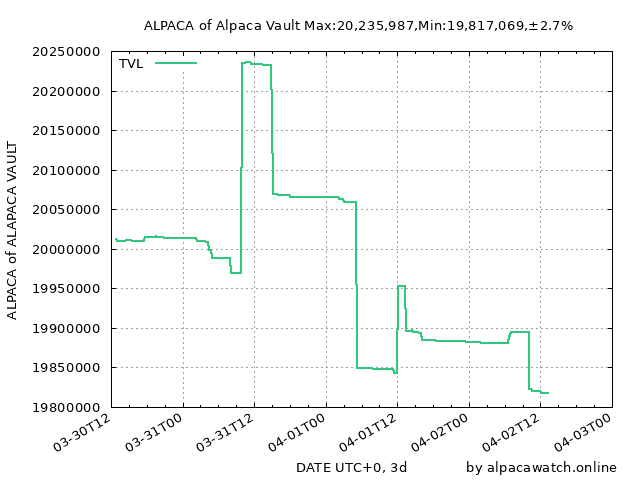 ALPACA of Alpaca Vault Max:20,235,987,Min:19,817,069,±2.7%
TVL
20250000
20200000
20150000
20100000
20050000
20000000
19950000
19900000
19850000
19800000
ALPACA of ALAPACA VAULT
03-30T12
03-31T00
03-31T12
04-01T00
04-01T12
04-02T00
04-02T12
04-03T00
DATE UTC+0, 3d
by alpacawatch.online